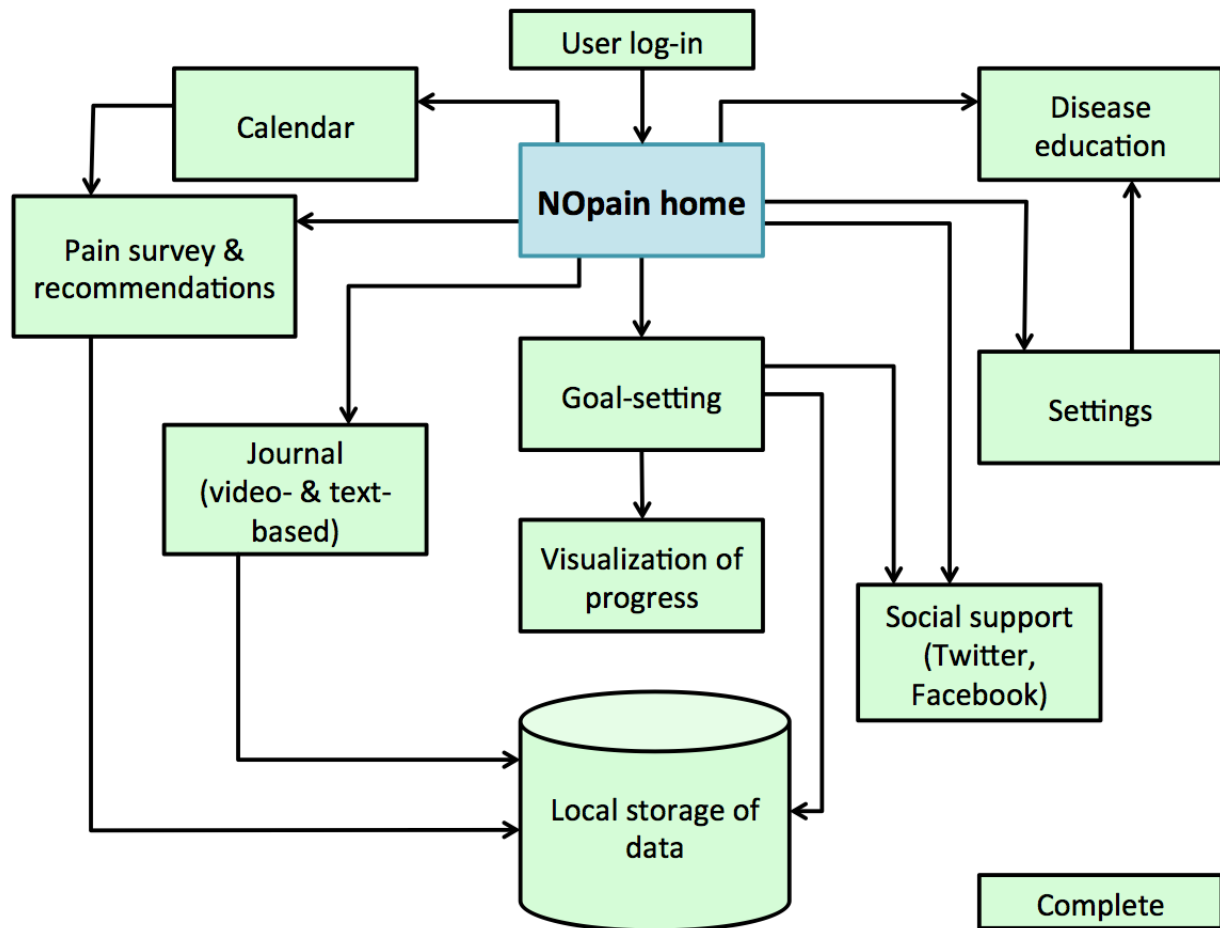 User log-in
Calendar
Disease
education
NOpain home
Pain survey &
recommendations
Goal-setting
Settings
Journal
(video- & text-
based)
Visualization of
progress
Social support
(Twitter,
Facebook)
Local storage of
data
Complete